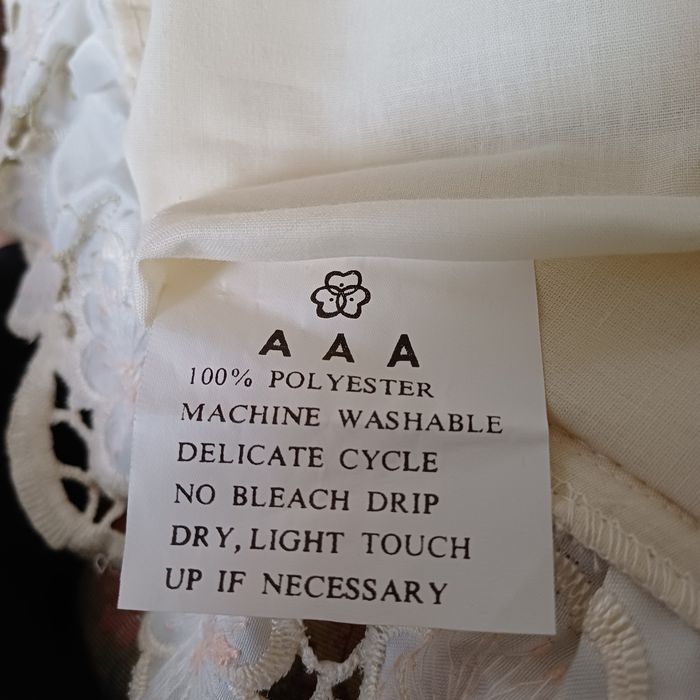 A A A
100% POLYESTER
MACHINE WASHABLE
DELICATE CYCLE
NO BLEACH DRIP
DRY, LIGHT TOUCH
UP IF NECESSARY